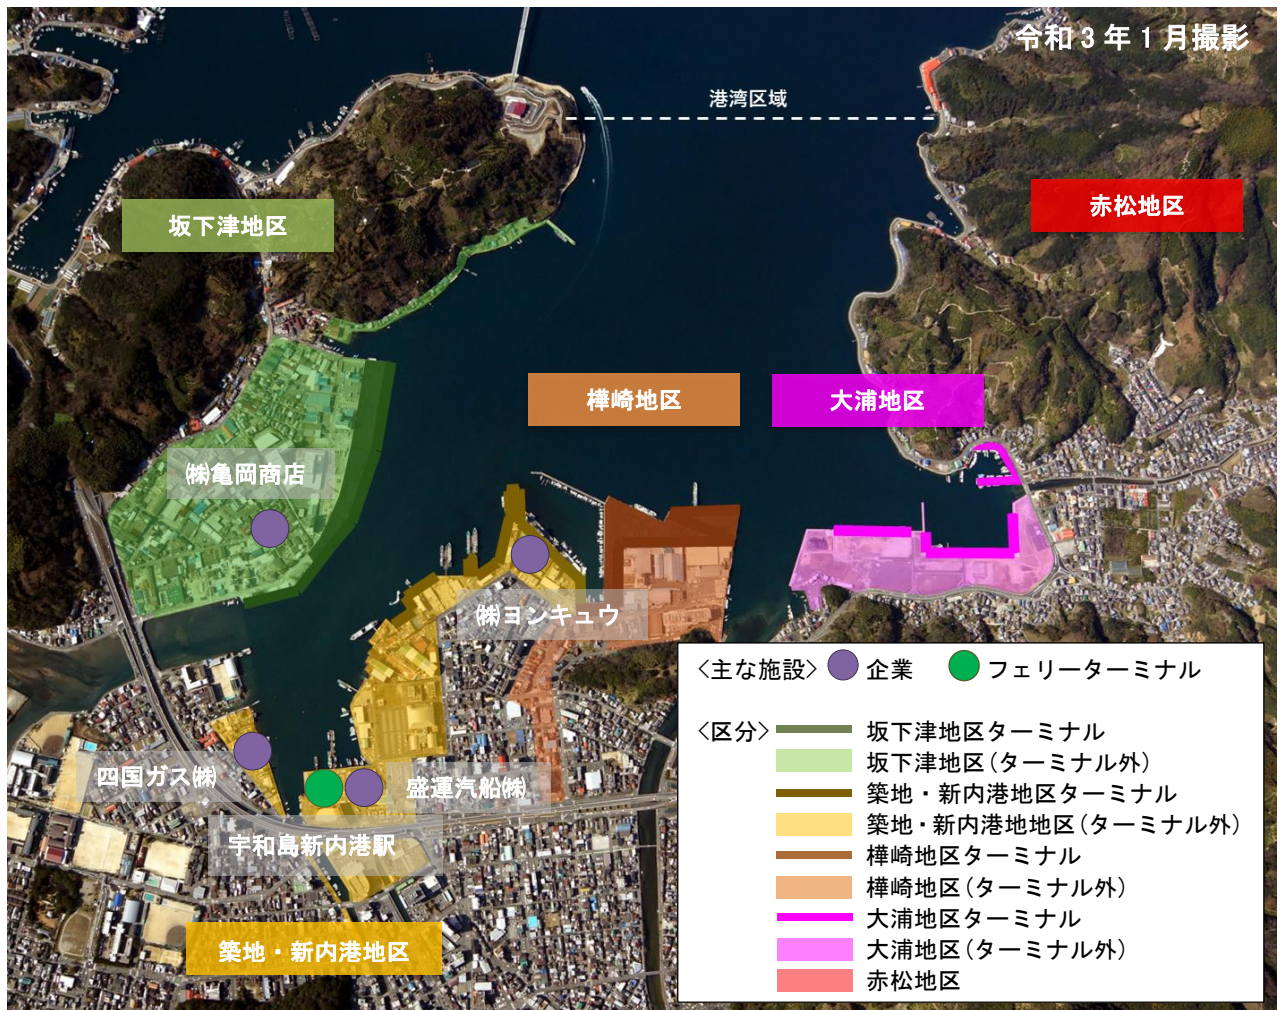 令和３年１月撮影
港湾区域
赤松地区
坂下津地区
樺崎地区
大浦地区
㈱亀岡商店
㈱ヨンキュウ
四国ガス㈱
盛運汽船㈱
宇和島新内港駅
築地・新内港地区
<主な施設> 企業 フェリーターミナル
<区分> 坂下津地区ターミナル
坂下津地区(ターミナル外)
築地・新内港地区ターミナル
築地・新内港地地区(ターミナル外)
樺崎地区ターミナル
樺崎地区(ターミナル外)
大浦地区ターミナル
大浦地区(ターミナル外)
赤松地区